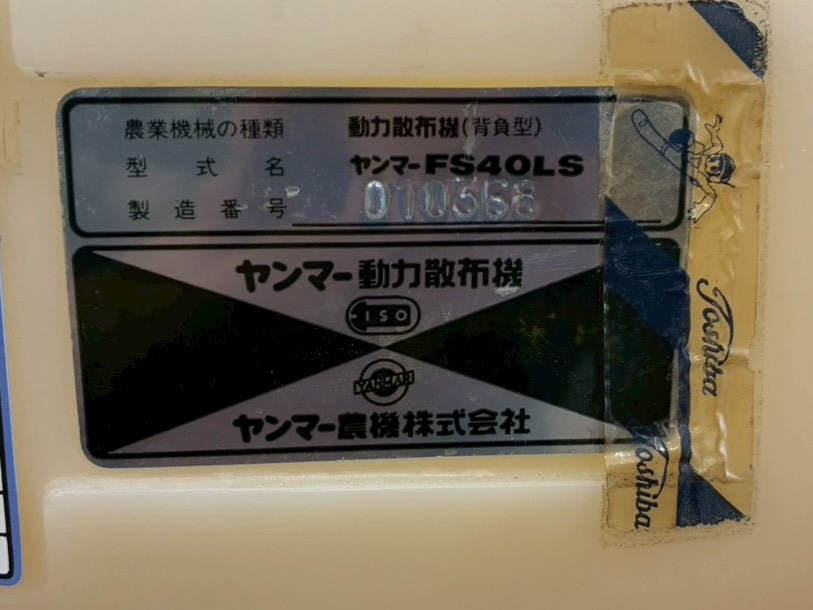 農業機械の種類 動力散布機(背負型)
型式名 ヤンマーFS40LS
製造番号 010368
ヤンマー動力散布機
ISO
YANMAR
ヤンマー農機株式会社
Toshiba
Toshiba